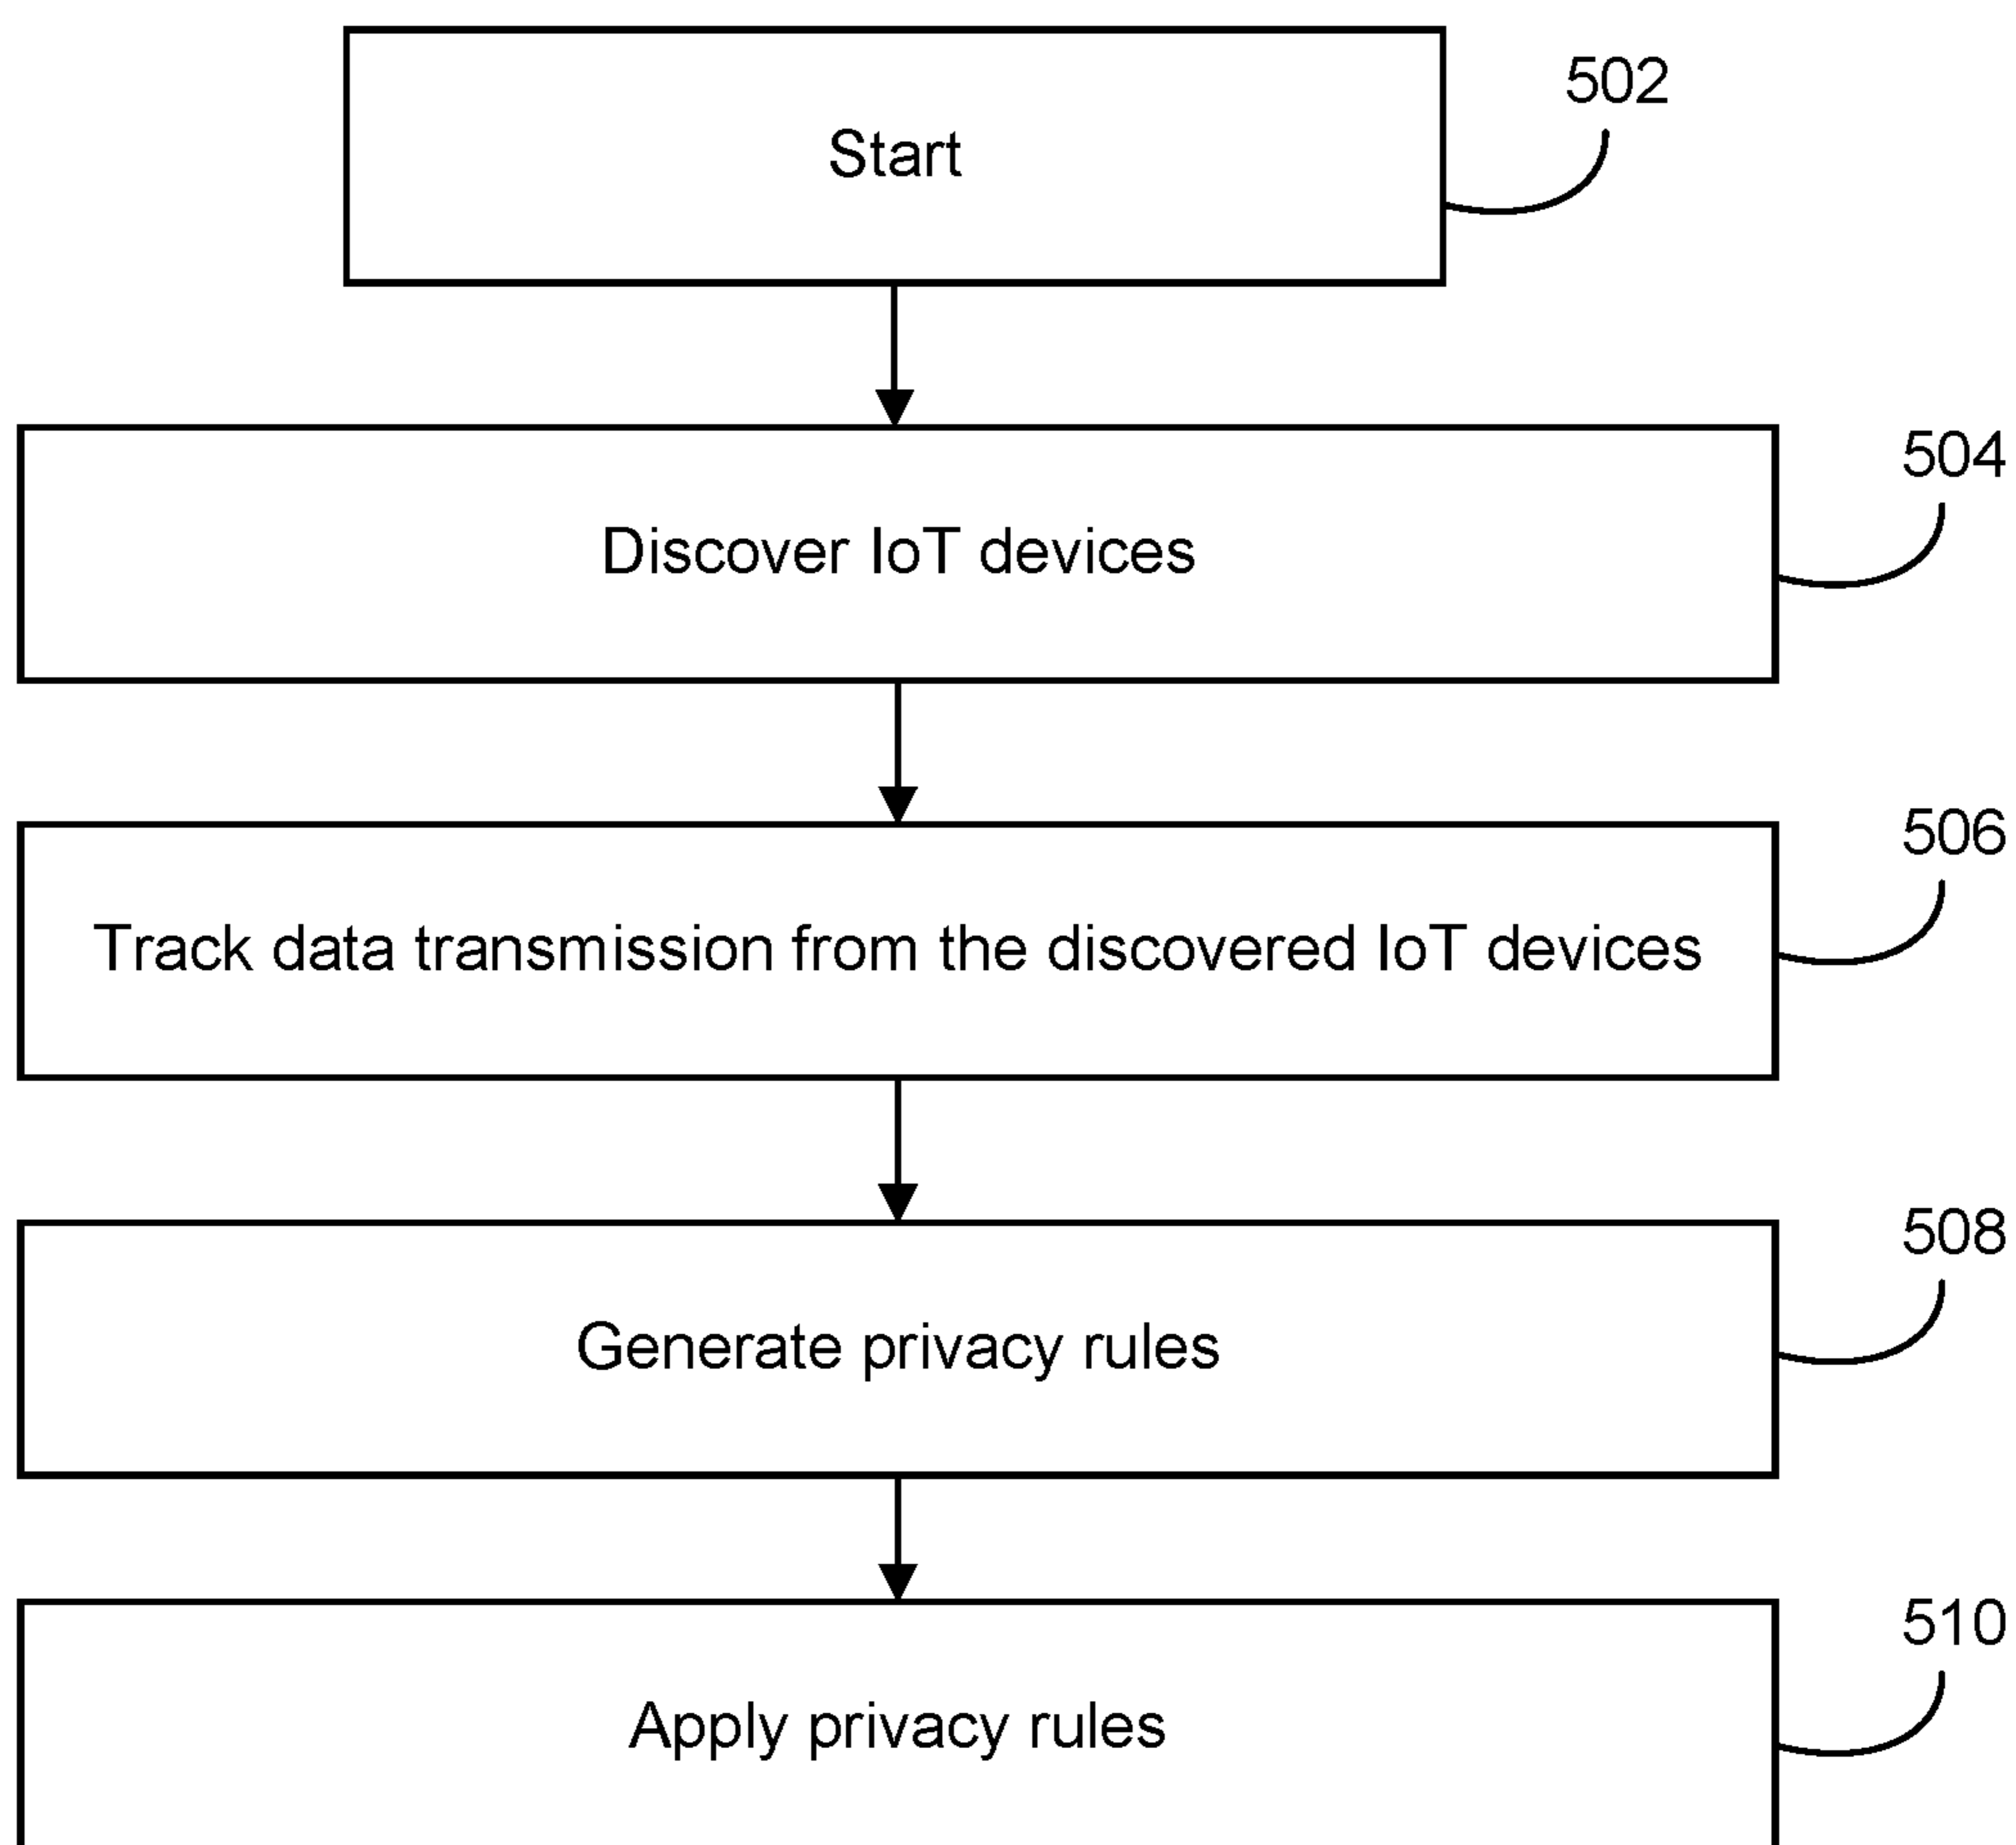 502
Start
504
Discover IoT devices
506
Track data transmission from the discovered IoT devices
508
Generate privacy rules
510
Apply privacy rules